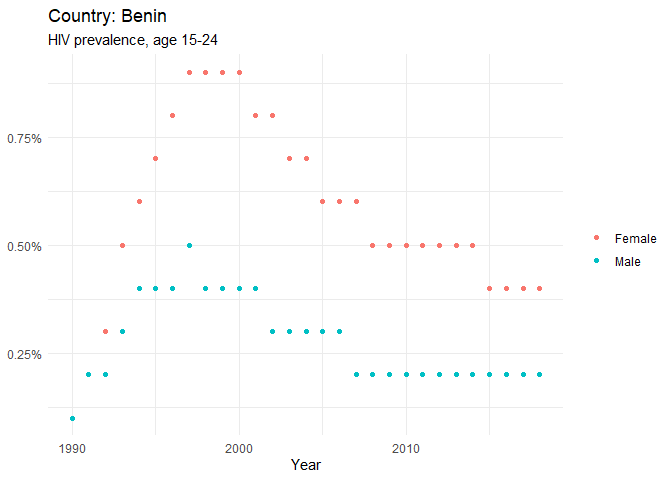 Country: Benin
HIV prevalence, age 15-24
0.75%
0.50%
0.25%
1990
2000
2010
Year
Female
Male